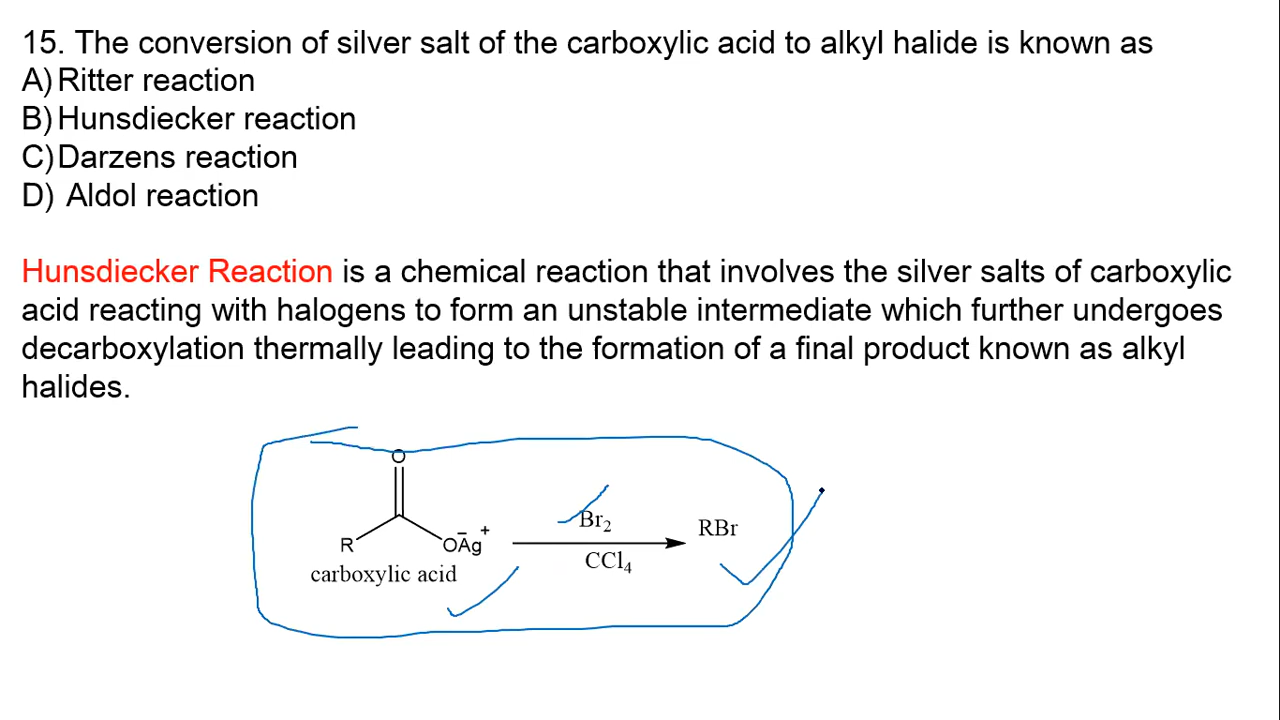 15. The conversion of silver salt of the carboxylic acid to alkyl halide is known as
A) Ritter reaction
B) Hunsdiecker reaction
C) Darzens reaction
D) Aldol reaction
Hunsdiecker Reaction is a chemical reaction that involves the silver salts of carboxylic
acid reacting with halogens to form an unstable intermediate which further undergoes
decarboxylation thermally leading to the formation of a final product known as alkyl
halides.
O
R
O⁻Ag⁺
carboxylic acid
Br₂
CCl₄
RBr